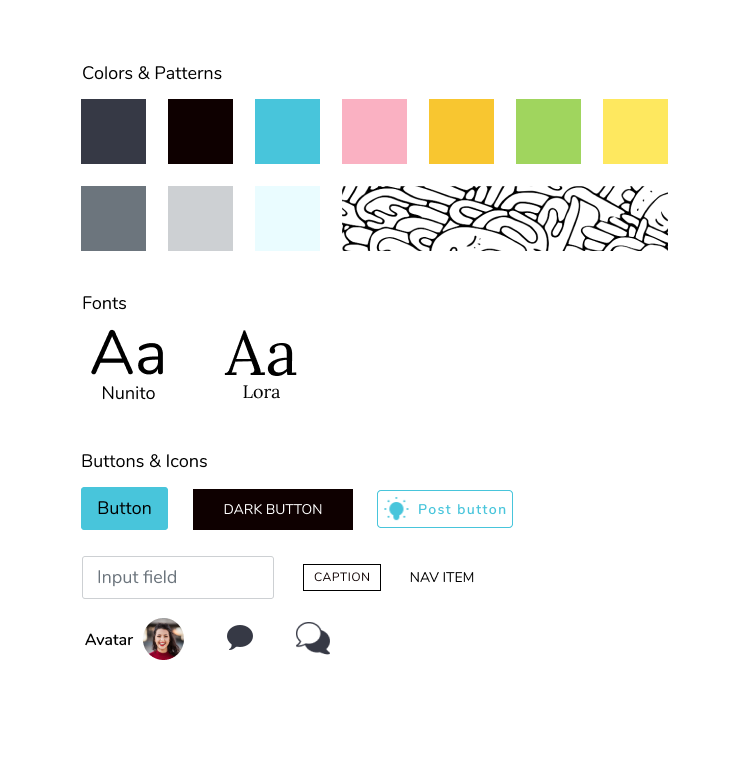 Colors & Patterns
Fonts
Aa
Aa
Nunito
Lora
Buttons & Icons
Button
DARK BUTTON
Post button
Input field
CAPTION
NAV ITEM
Avatar